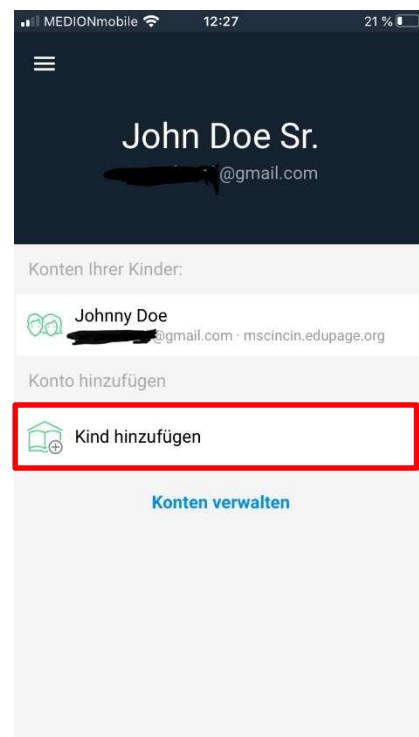 MEDIONmobile 12:27 21 %
John Doe Sr.
@gmail.com
Konten Ihrer Kinder:
Johnny Doe
@gmail.com · mscincin.edupage.org
Konto hinzufügen
Kind hinzufügen
Konten verwalten